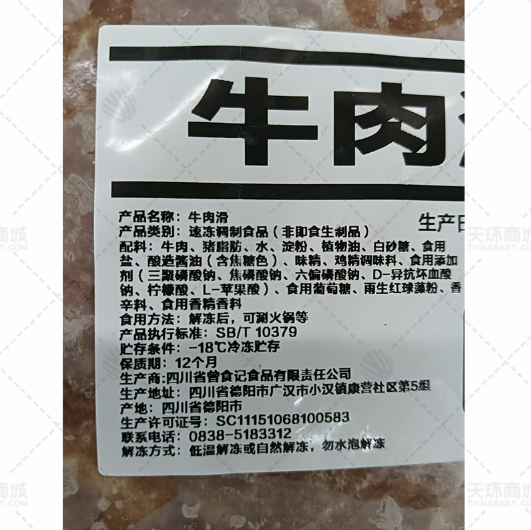 牛肉
产品名称：牛肉滑
产品类别：速冻调制食品（非即食生制品）
生产日
配料：牛肉、猪脂肪、水、淀粉、植物油、白砂糖、食用
盐、酿造酱油（含焦糖色）、味精、鸡精调味料、食用添加
剂（三聚磷酸钠、焦磷酸钠、六偏磷酸钠、D-异抗坏血酸
钠、柠檬酸、L-苹果酸）、食用葡萄糖、雨生红球藻粉、香
辛料、食用香精香料
食用方法：解冻后，可涮火锅等
产品执行标准：SB/T 10379
贮存条件：-18℃冷冻贮存
保质期：12个月
生产商:四川省曾食记食品有限责任公司
生产地址：四川省德阳市广汉市小汉镇康营社区第5组
产地：四川省德阳市
生产许可证号：SC11151068100583
联系电话：0838-5183312
解冻方式：低温解冻或自然解冻，勿水泡解冻
天环商城
THMARKET.COM